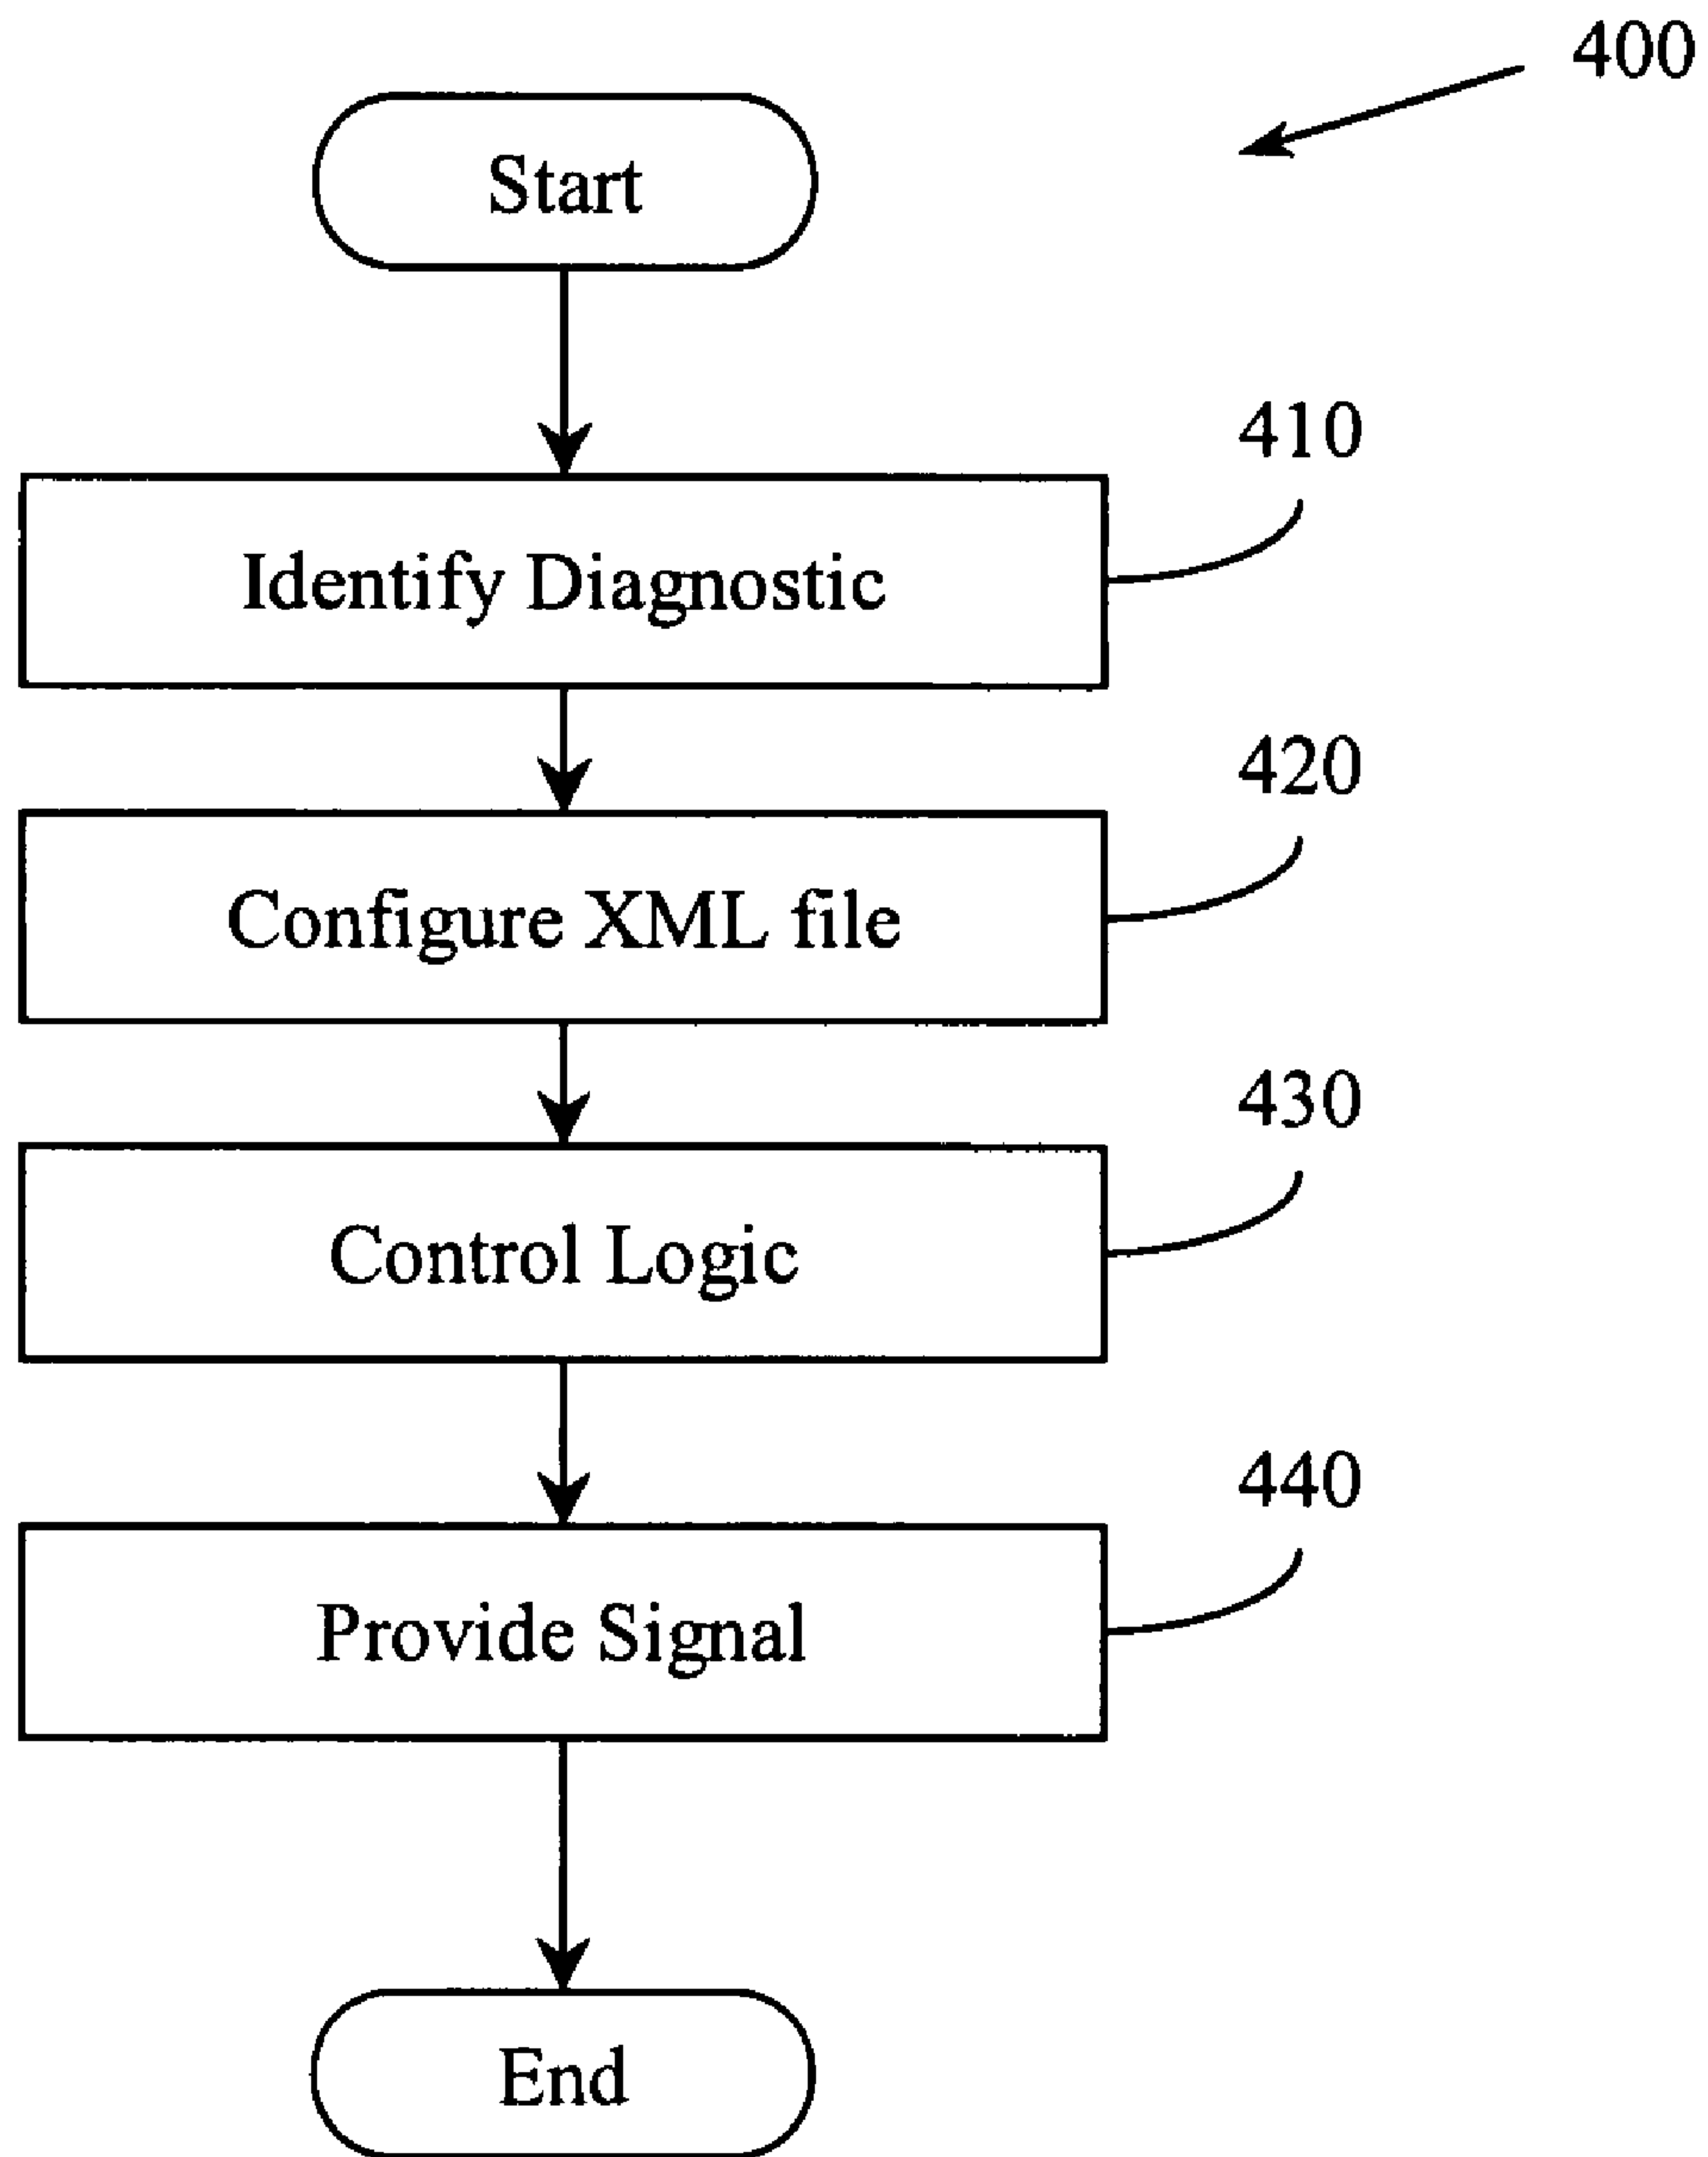 400
Start
410
Identify Diagnostic
420
Configure XML file
430
Control Logic
440
Provide Signal
End